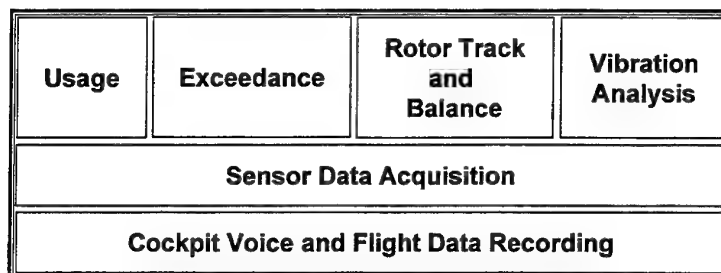 Usage
Exceedance
Rotor Track
and
Balance
Vibration
Analysis
Sensor Data Acquisition
Cockpit Voice and Flight Data Recording